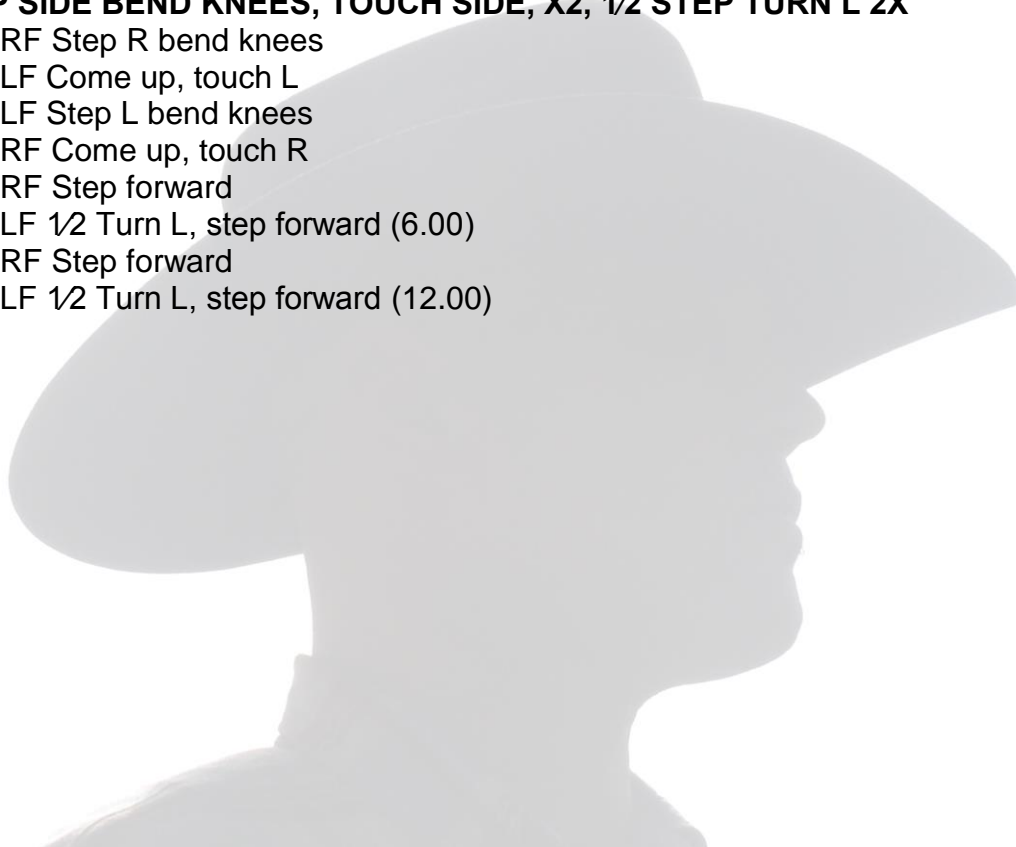 SIDE BEND KNEES, TOUCH SIDE, X2, 1⁄2 STEP TURN L 2X
RF Step R bend knees
LF Come up, touch L
LF Step L bend knees
RF Come up, touch R
RF Step forward
LF 1⁄2 Turn L, step forward (6.00)
RF Step forward
LF 1⁄2 Turn L, step forward (12.00)